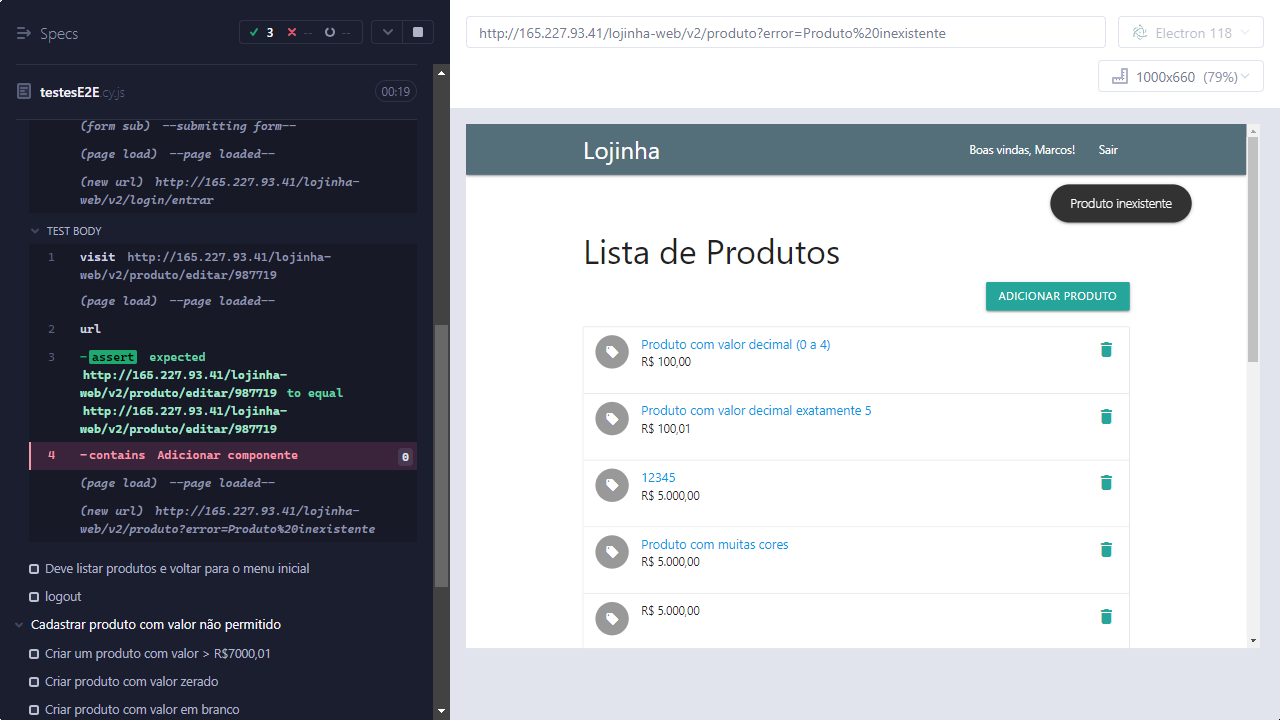 Specs
3
--
--
testesE2E.cy.js
00:19
(form sub) --submitting form--
(page load) --page loaded--
(new url) http://165.227.93.41/lojinha-
web/v2/login/entrar
TEST BODY
1 visit http://165.227.93.41/lojinha-
web/v2/produto/editar/987719
(page load) --page loaded--
2 url
3 -assert expected
http://165.227.93.41/lojinha-
web/v2/produto/editar/987719 to equal
http://165.227.93.41/lojinha-
web/v2/produto/editar/987719
4 -contains Adicionar componente 0
(page load) --page loaded--
(new url) http://165.227.93.41/lojinha-
web/v2/produto?error=Produto%20inexistente
Deve listar produtos e voltar para o menu inicial
logout
Cadastrar produto com valor não permitido
Criar um produto com valor > R$7000,01
Criar produto com valor zerado
Criar produto com valor em branco
http://165.227.93.41/lojinha-web/v2/produto?error=Produto%20inexistente
Electron 118
1000x660 (79%)
Lojinha
Boas vindas, Marcos!
Sair
Produto inexistente
Lista de Produtos
ADICIONAR PRODUTO
Produto com valor decimal (0 a 4)
R$ 100,00
Produto com valor decimal exatamente 5
R$ 100,01
12345
R$ 5.000,00
Produto com muitas cores
R$ 5.000,00
R$ 5.000,00